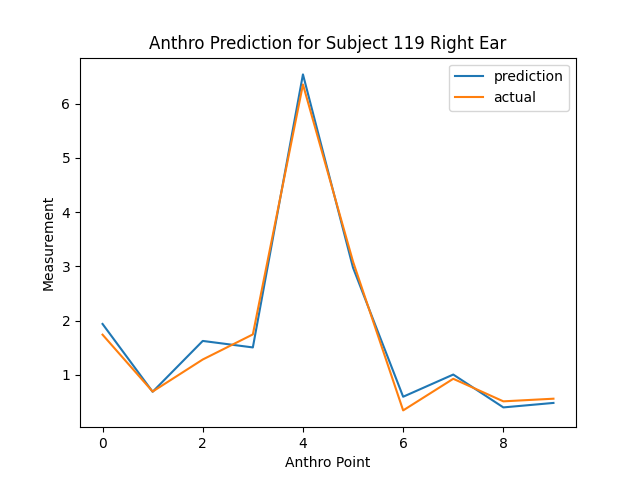 Anthro Prediction for Subject 119 Right Ear
prediction
actual
Measurement
6
5
4
3
2
1
0 2 4 6 8
Anthro Point